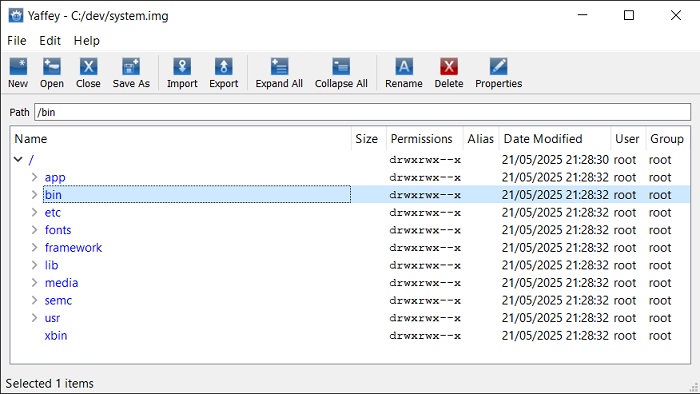 Yaffey - C:/dev/system.img
File Edit Help
New Open Close Save As Import Export Expand All Collapse All Rename Delete Properties
Path /bin
Name Size Permissions Alias Date Modified User Group
/ drwxrwx--x 21/05/2025 21:28:30 root root
app drwxrwx--x 21/05/2025 21:28:32 root root
bin drwxrwx--x 21/05/2025 21:28:32 root root
etc drwxrwx--x 21/05/2025 21:28:32 root root
fonts drwxrwx--x 21/05/2025 21:28:32 root root
framework drwxrwx--x 21/05/2025 21:28:32 root root
lib drwxrwx--x 21/05/2025 21:28:32 root root
media drwxrwx--x 21/05/2025 21:28:32 root root
semc drwxrwx--x 21/05/2025 21:28:32 root root
usr drwxrwx--x 21/05/2025 21:28:32 root root
xbin drwxrwx--x 21/05/2025 21:28:32 root root
Selected 1 items